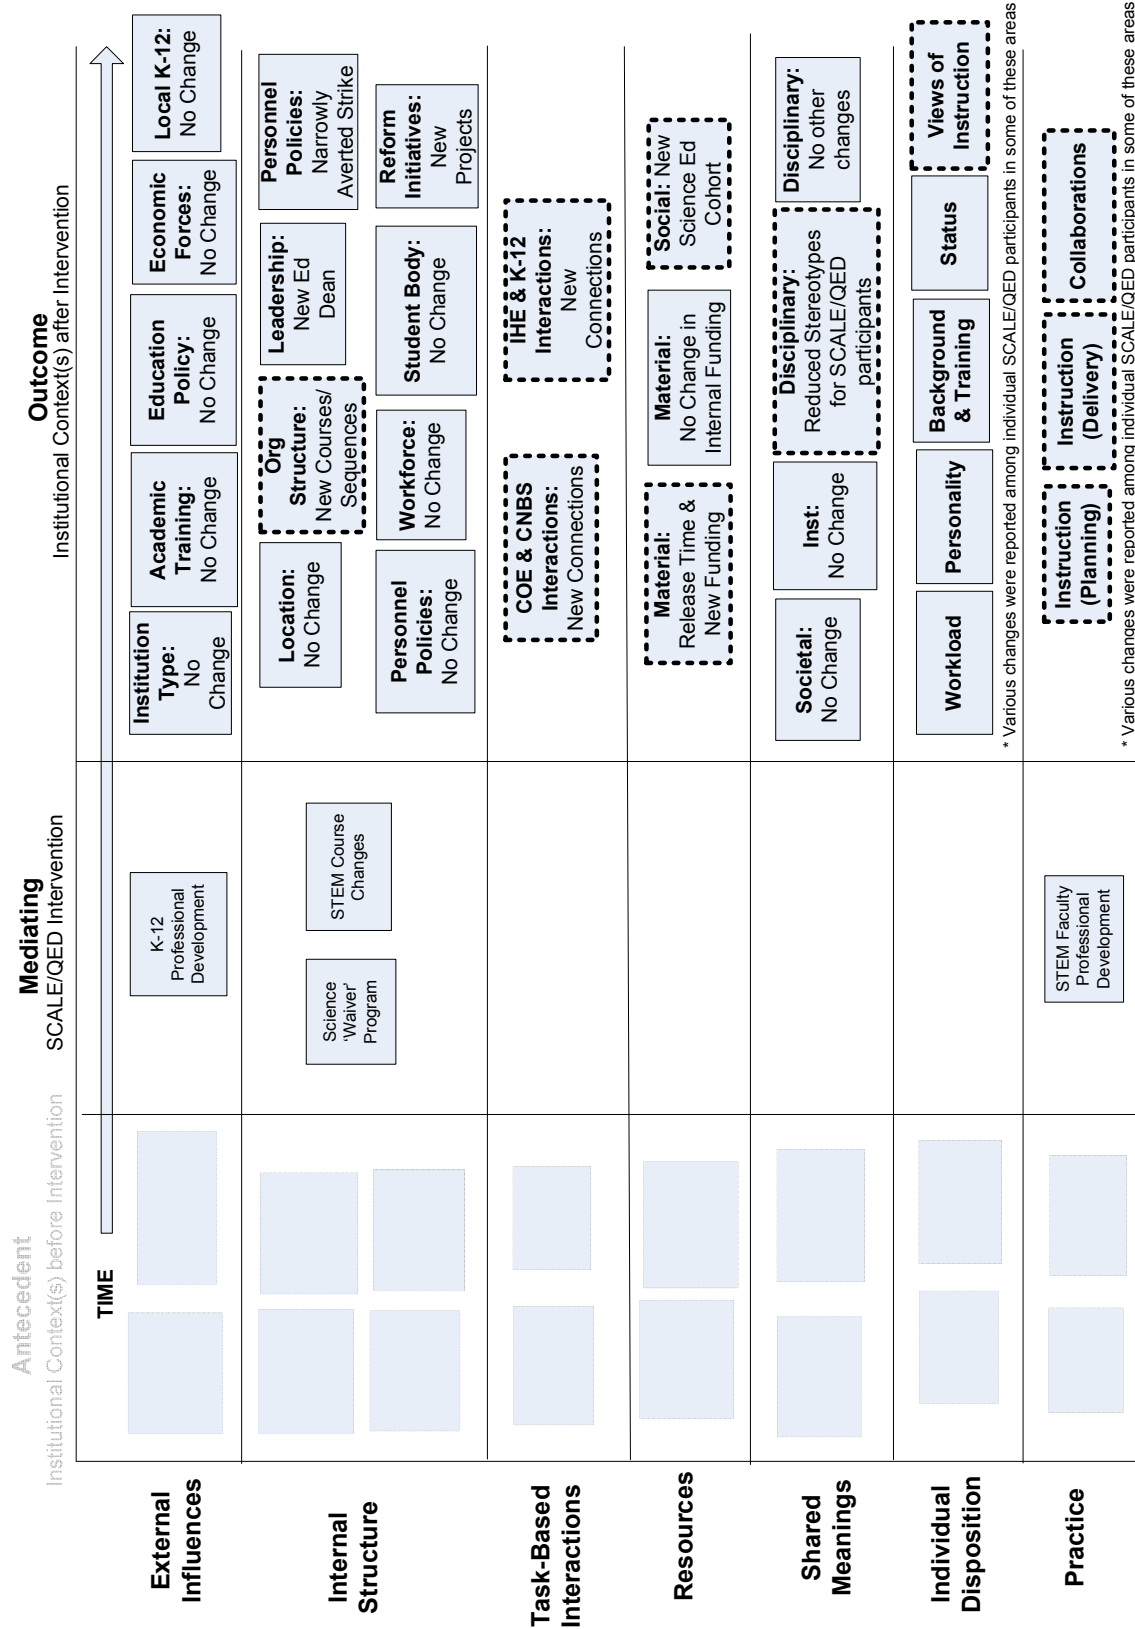 Antecedent
Institutional Context(s) before Intervention
Mediating
SCALE/QED Intervention
Outcome
Institutional Context(s) after Intervention
TIME
External
Influences
K-12
Professional
Development
Institution
Type:
No
Change
Academic
Training:
No Change
Education
Policy:
No Change
Economic
Forces:
No Change
Local K-12:
No Change
Internal
Structure
Science
‘Waiver’
Program
STEM Course
Changes
Location:
No Change
Org
Structure:
New Courses/
Sequences
Leadership:
New Ed
Dean
Personnel
Policies:
Narrowly
Averted Strike
Personnel
Policies:
No Change
Workforce:
No Change
Student Body:
No Change
Reform
Initiatives:
New
Projects
Task-Based
Interactions
COE & CNBS
Interactions:
New Connections
IHE & K-12
Interactions:
New
Connections
Resources
Material:
Release Time &
New Funding
Material:
No Change in
Internal Funding
Social: New
Science Ed
Cohort
Shared
Meanings
Societal:
No Change
Inst:
No Change
Disciplinary:
Reduced Stereotypes
for SCALE/QED
participants
Disciplinary:
No other
changes
Individual
Disposition
Workload
Personality
Background
& Training
Status
Views of
Instruction
* Various changes were reported among individual SCALE/QED participants in some of these areas
Practice
STEM Faculty
Professional
Development
Instruction
(Planning)
Instruction
(Delivery)
Collaborations
* Various changes were reported among individual SCALE/QED participants in some of these areas